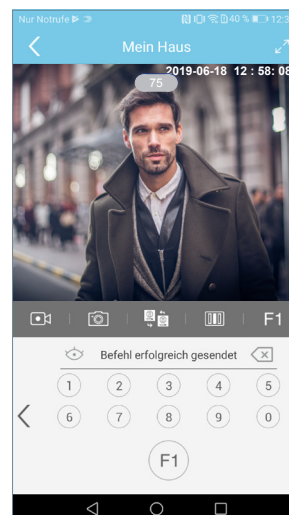 Nur Notrufe 40 % 12:3
Mein Haus
2019-06-18 12 : 58: 08
75
F1
Befehl erfolgreich gesendet
1 2 3 4 5
6 7 8 9 0
F1